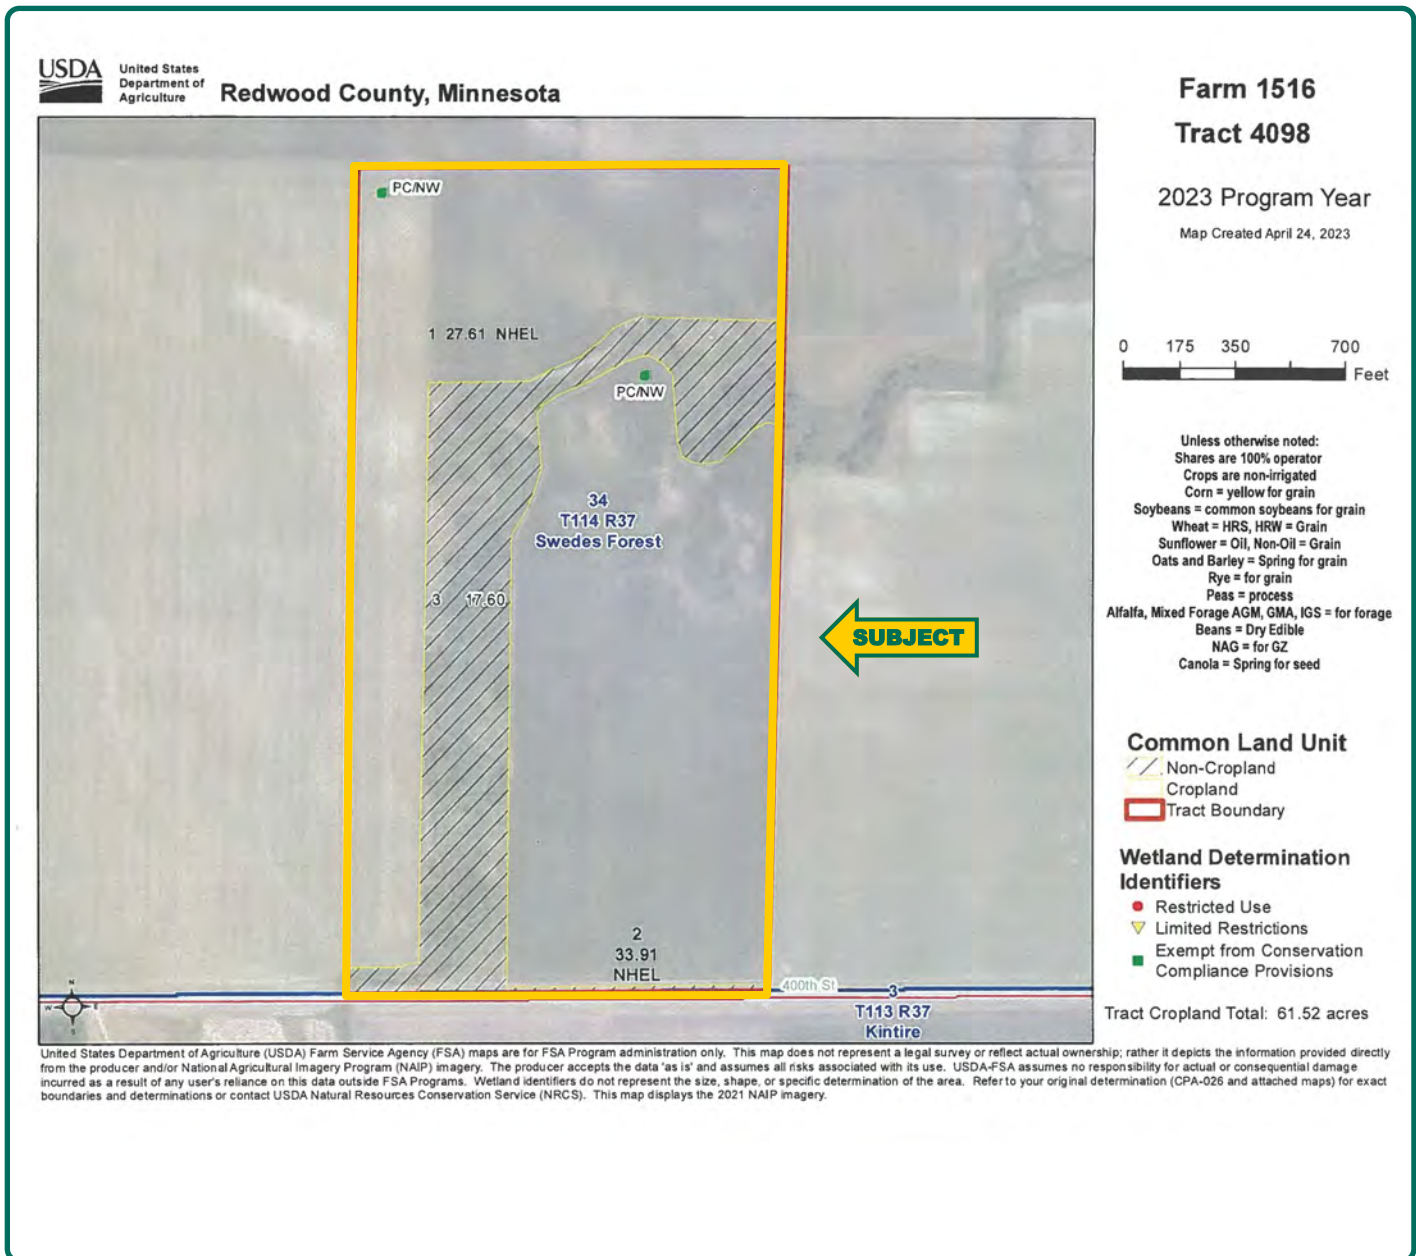 USDA
United States
Department of
Agriculture
Redwood County, Minnesota
Farm 1516
Tract 4098
2023 Program Year
Map Created April 24, 2023
PC/NW
1 27.61 NHEL
PC/NW
34
T114 R37
Swedes Forest
3 17.60
SUBJECT
2
33.91
NHEL
400th St
3
T113 R37
Kintire
N
W E
S
0 175 350 700
Feet
Unless otherwise noted:
Shares are 100% operator
Crops are non-irrigated
Corn = yellow for grain
Soybeans = common soybeans for grain
Wheat = HRS, HRW = Grain
Sunflower = Oil, Non-Oil = Grain
Oats and Barley = Spring for grain
Rye = for grain
Peas = process
Alfalfa, Mixed Forage AGM, GMA, IGS = for forage
Beans = Dry Edible
NAG = for GZ
Canola = Spring for seed
Common Land Unit
Non-Cropland
Cropland
Tract Boundary
Wetland Determination
Identifiers
Restricted Use
Limited Restrictions
Exempt from Conservation
Compliance Provisions
Tract Cropland Total: 61.52 acres
United States Department of Agriculture (USDA) Farm Service Agency (FSA) maps are for FSA Program administration only. This map does not represent a legal survey or reflect actual ownership; rather it depicts the information provided directly
from the producer and/or National Agricultural Imagery Program (NAIP) imagery. The producer accepts the data 'as is' and assumes all risks associated with its use. USDA-FSA assumes no responsibility for actual or consequential damage
incurred as a result of any user's reliance on this data outside FSA Programs. Wetland identifiers do not represent the size, shape, or specific determination of the area. Refer to your original determination (CPA-026 and attached maps) for exact
boundaries and determinations or contact USDA Natural Resources Conservation Service (NRCS). This map displays the 2021 NAIP imagery.